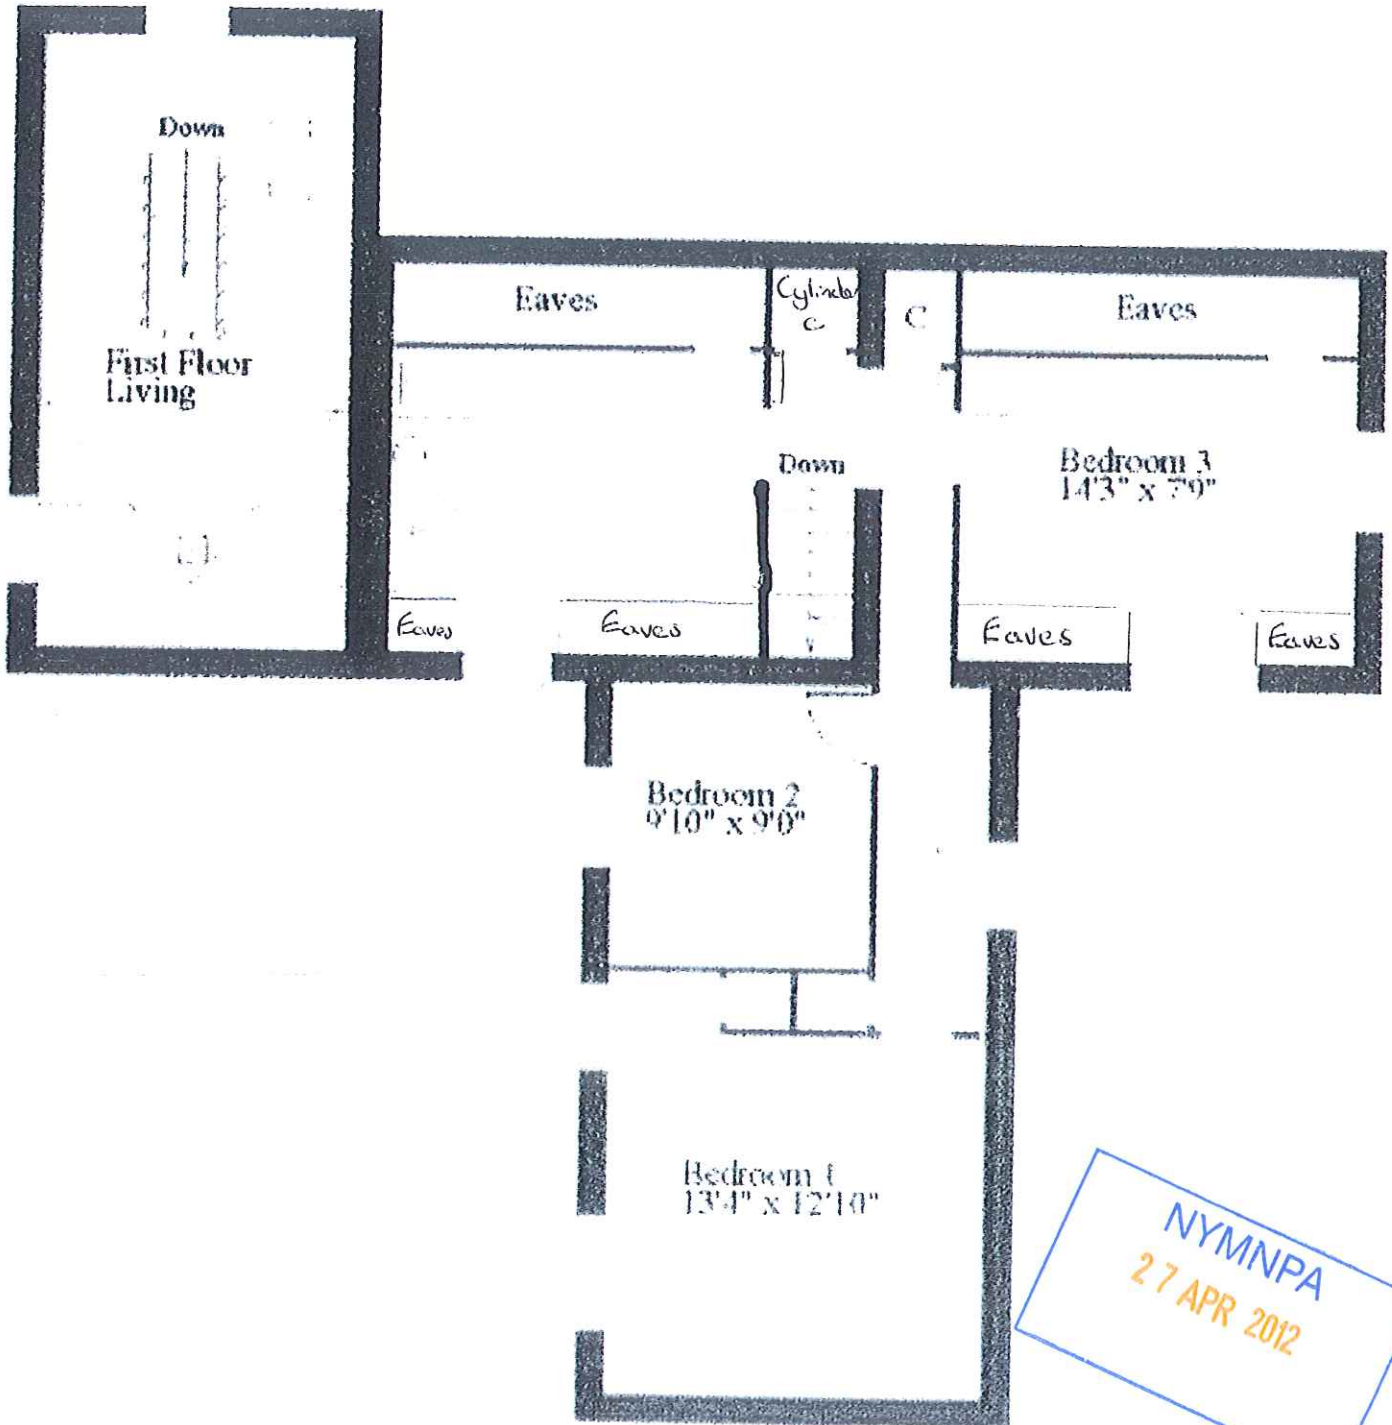 Down
Eaves
Cylinder
C
C
Eaves
First Floor
Living
Down
Bedroom 3
14'3" x 7'9"
Eaves
Eaves
Eaves
Eaves
Bedroom 2
9'10" x 9'0"
Bedroom 1
13'4" x 12'10"
NYMNPA
27 APR 2012